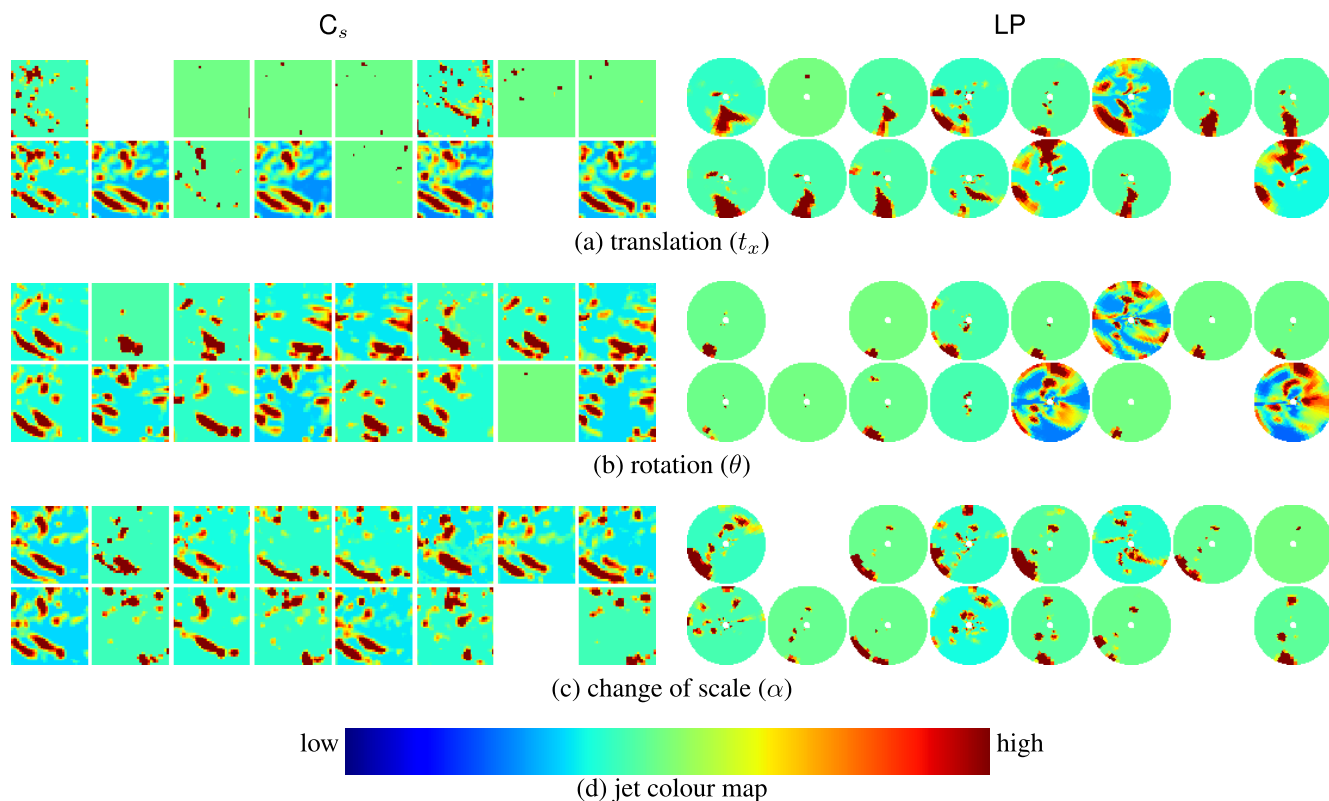 C_s LP
(a) translation (t_x)
(b) rotation (θ)
(c) change of scale (α)
low high
(d) jet colour map